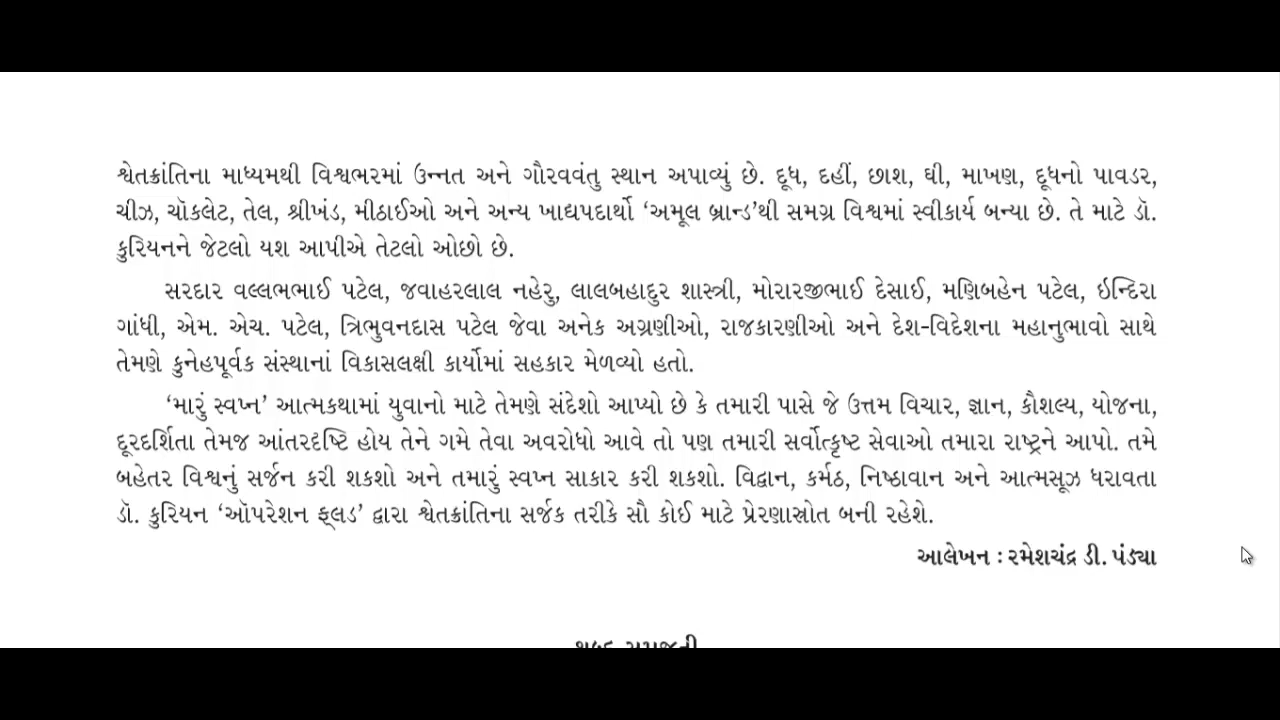 શ્વેતક્રાંતિના માધ્યમથી વિશ્વભરમાં ઉન્નત અને ગૌરવવંતુ સ્થાન અપાવ્યું છે. દૂધ, દહીં, છાશ, ઘી, માખણ, દૂધનો પાવડર,
ચીઝ, ચૉકલેટ, તેલ, શ્રીખંડ, મીઠાઈઓ અને અન્ય ખાદ્યપદાર્થો ‘અમૂલ બ્રાન્ડ’થી સમગ્ર વિશ્વમાં સ્વીકાર્ય બન્યા છે. તે માટે ડૉ.
કુરિયનને જેટલો યશ આપીએ તેટલો ઓછો છે.
સરદાર વલ્લભભાઈ પટેલ, જવાહરલાલ નહેરુ, લાલબહાદુર શાસ્ત્રી, મોરારજીભાઈ દેસાઈ, મણિબહેન પટેલ, ઇન્દિરા
ગાંધી, એમ. એચ. પટેલ, ત્રિભુવનદાસ પટેલ જેવા અનેક અગ્રણીઓ, રાજકારણીઓ અને દેશ-વિદેશના મહાનુભાવો સાથે
તેમણે કુનેહપૂર્વક સંસ્થાનાં વિકાસલક્ષી કાર્યોમાં સહકાર મેળવ્યો હતો.
‘મારું સ્વપ્ન’ આત્મકથામાં યુવાનો માટે તેમણે સંદેશો આપ્યો છે કે તમારી પાસે જે ઉત્તમ વિચાર, જ્ઞાન, કૌશલ્ય, યોજના,
દૂરદર્શિતા તેમજ આંતરદૃષ્ટિ હોય તેને ગમે તેવા અવરોધો આવે તો પણ તમારી સર્વોત્કૃષ્ટ સેવાઓ તમારા રાષ્ટ્રને આપો. તમે
બહેતર વિશ્વનું સર્જન કરી શકશો અને તમારું સ્વપ્ન સાકાર કરી શકશો. વિદ્વાન, કર્મઠ, નિષ્ઠાવાન અને આત્મસૂઝ ધરાવતા
ડૉ. કુરિયન ‘ઑપરેશન ફ્લડ’ દ્વારા શ્વેતક્રાંતિના સર્જક તરીકે સૌ કોઈ માટે પ્રેરણાસ્રોત બની રહેશે.
આલેખન : રમેશચંદ્ર ડી. પંડ્યા